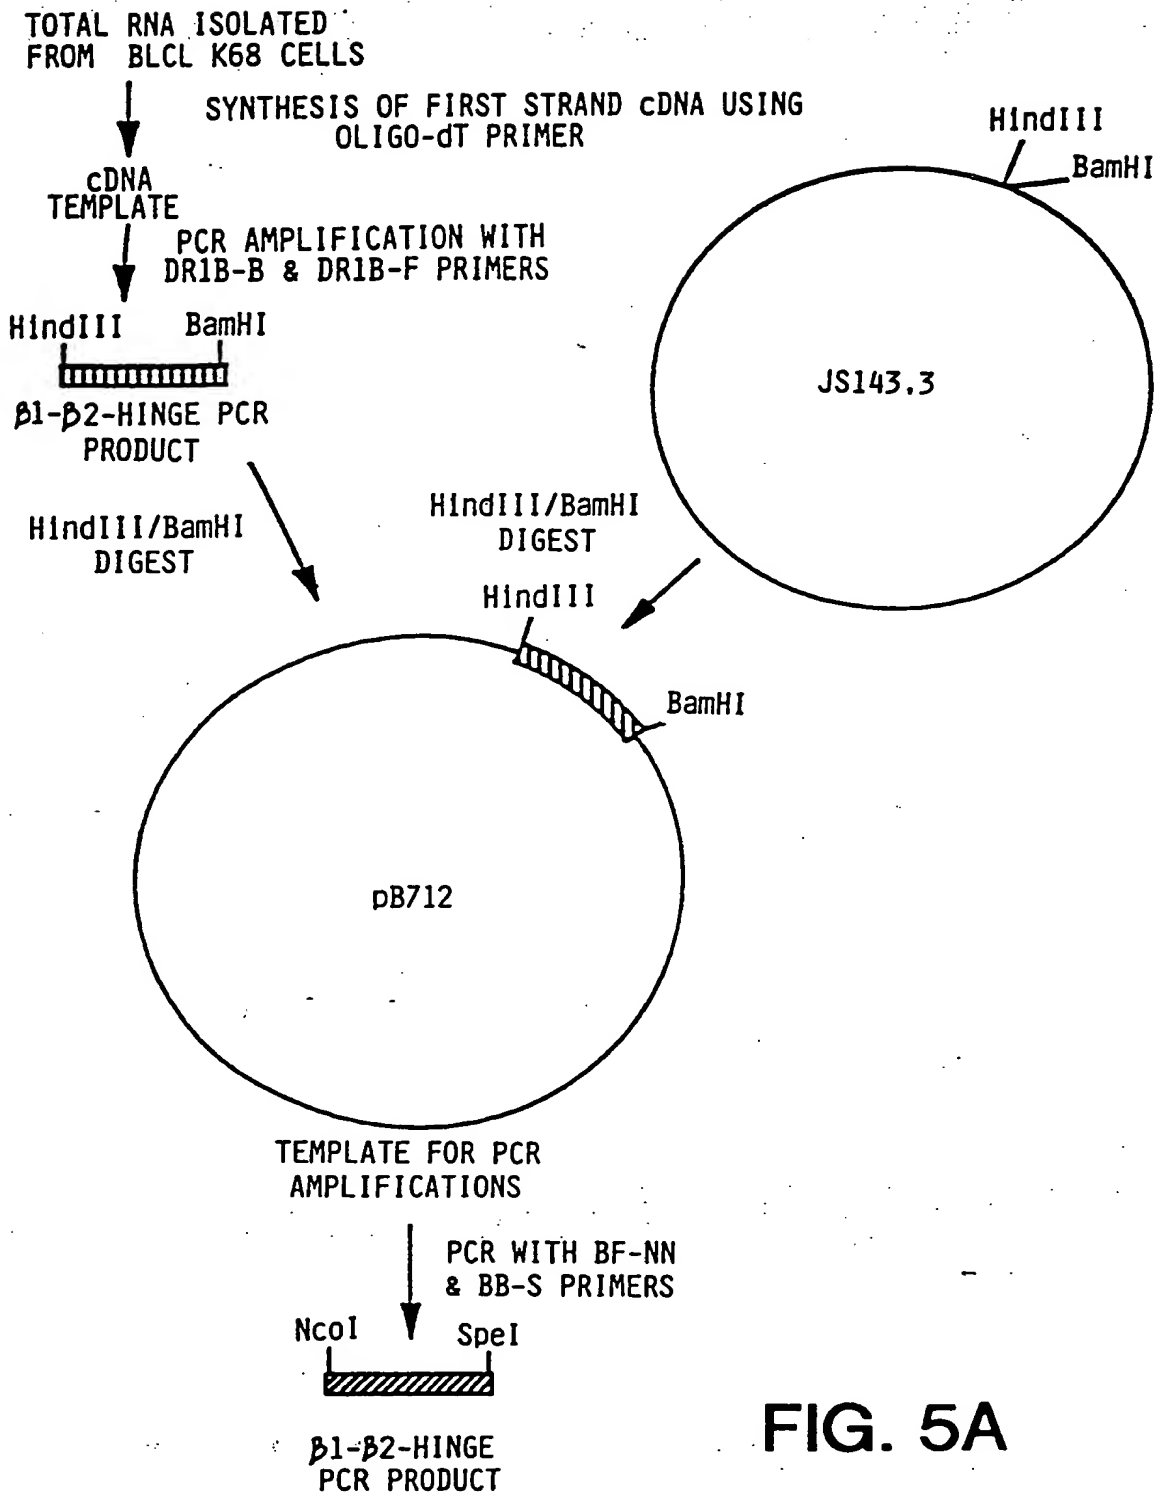 TOTAL RNA ISOLATED
FROM BLCL K68 CELLS
SYNTHESIS OF FIRST STRAND cDNA USING
OLIGO-dT PRIMER
cDNA
TEMPLATE
PCR AMPLIFICATION WITH
DR1B-B & DR1B-F PRIMERS
HindIII BamHI
β1-β2-HINGE PCR
PRODUCT
HindIII/BamHI
DIGEST
HindIII
BamHI
JS143.3
HindIII/BamHI
DIGEST
HindIII
BamHI
pB712
TEMPLATE FOR PCR
AMPLIFICATIONS
PCR WITH BF-NN
& BB-S PRIMERS
NcoI SpeI
β1-β2-HINGE
PCR PRODUCT
FIG. 5A